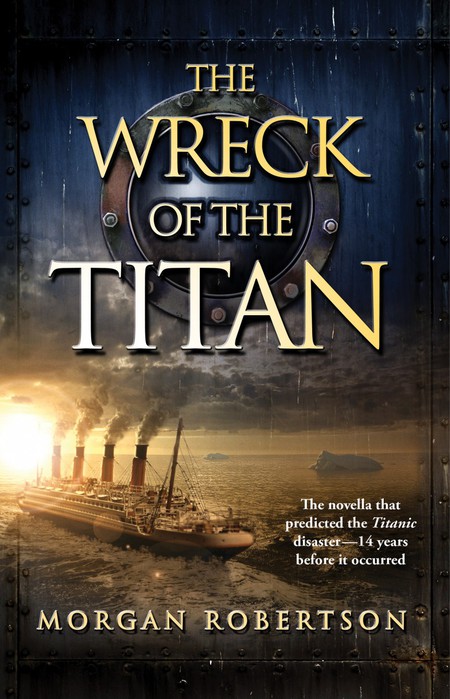 THE
WRECK
OF THE
TITAN
The novella that
predicted the Titanic
disaster—14 years
before it occurred
MORGAN ROBERTSON